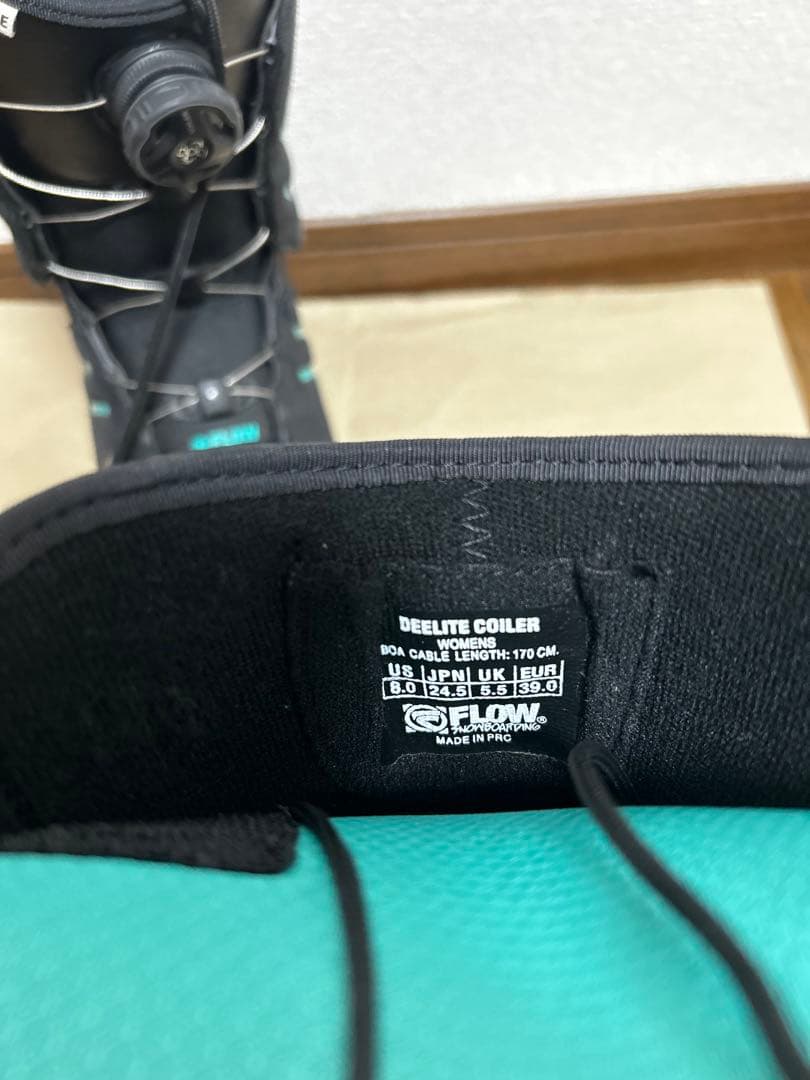 E
FLOW
DEELITE COILER
WOMENS
BOA CABLE LENGTH: 170 CM.
US JPN UK EUR
8.0 24.5 5.5 39.0
FLOW®
SNOWBOARDING
MADE IN PRC